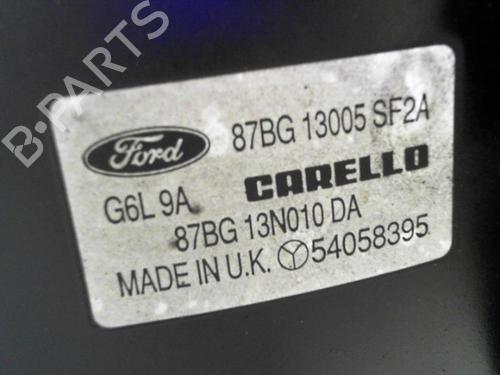 B-PARTS
Ford
87BG 13005 SF2A
G6L 9A
CARELLO
87BG 13N010 DA
MADE IN U.K.
54058395